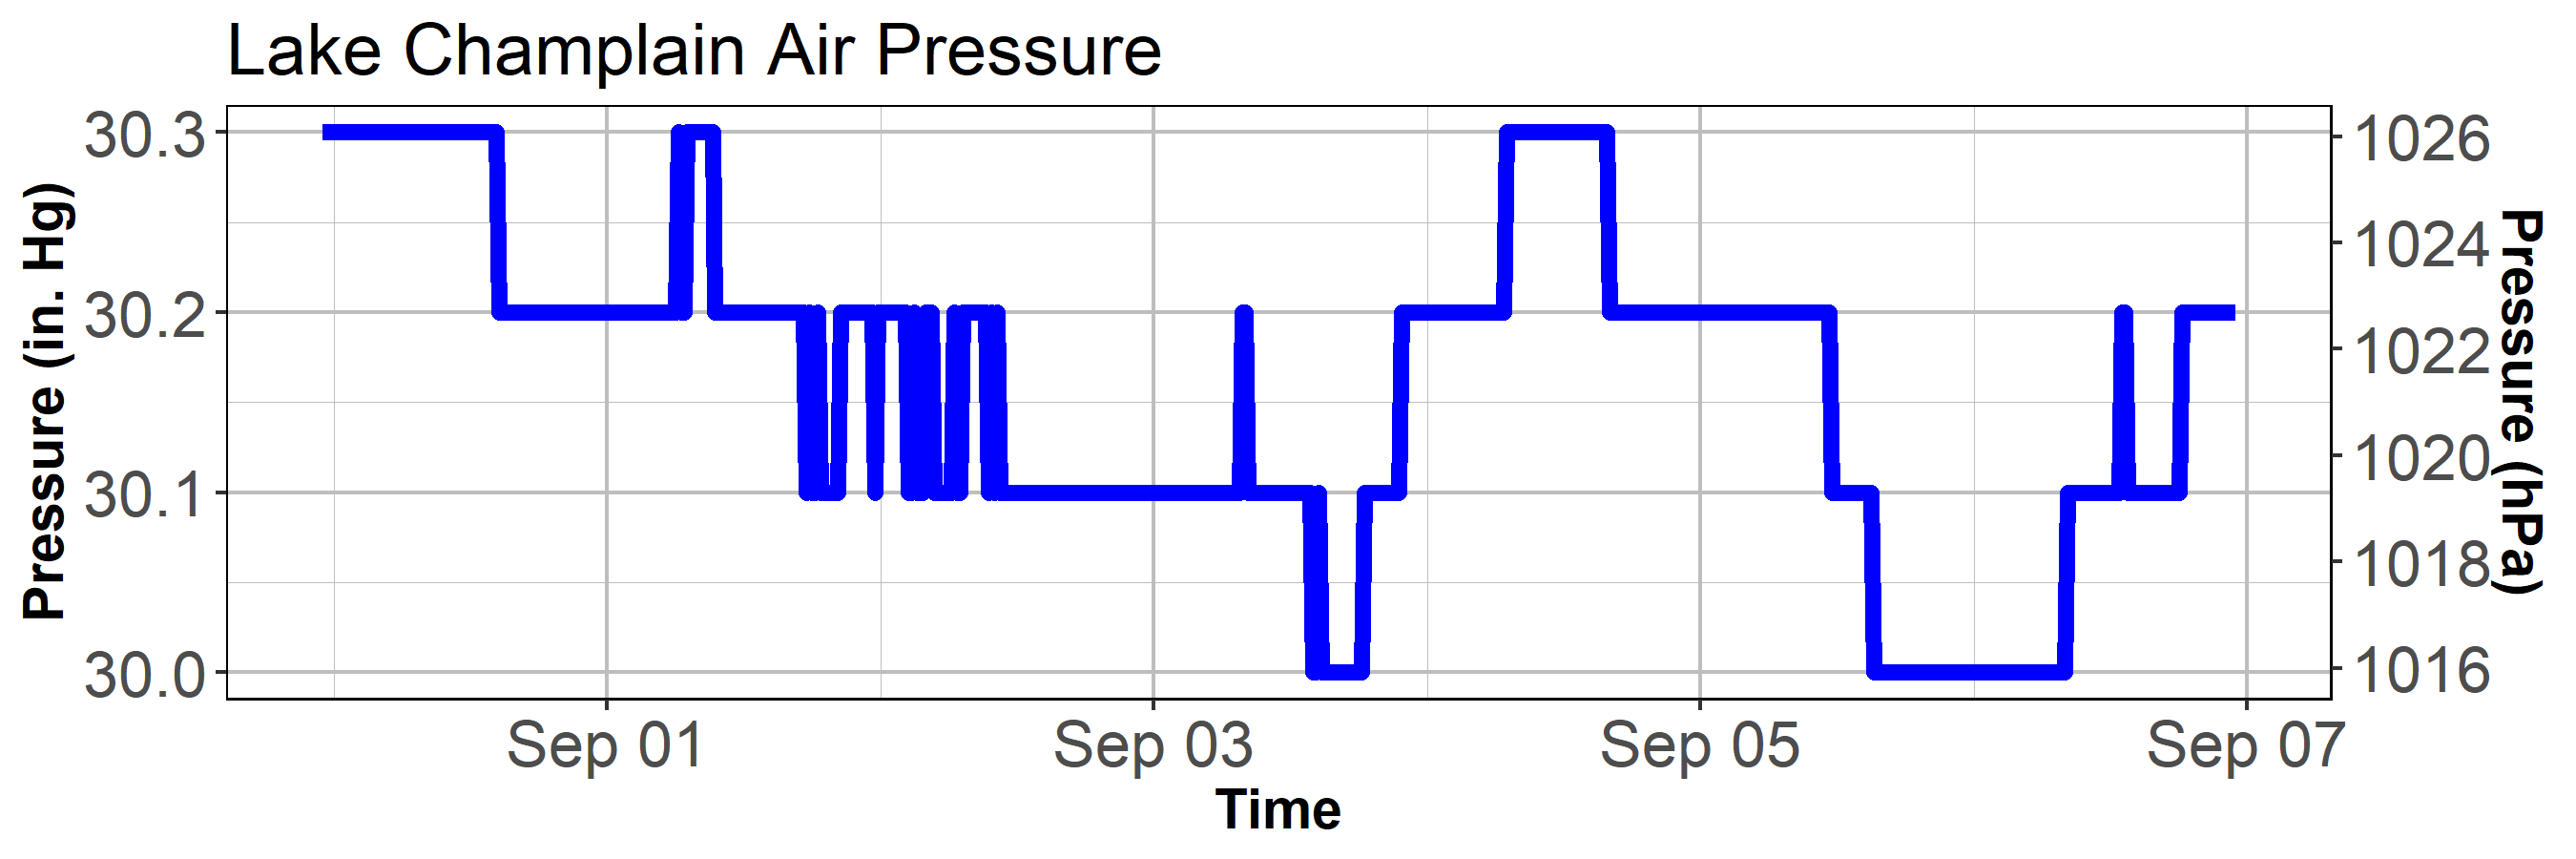 Lake Champlain Air Pressure
Pressure (in. Hg)
30.3
30.2
30.1
30.0
1026
1024
1022
1020
1018
1016
Pressure (hPa)
Sep 01
Sep 03
Sep 05
Sep 07
Time